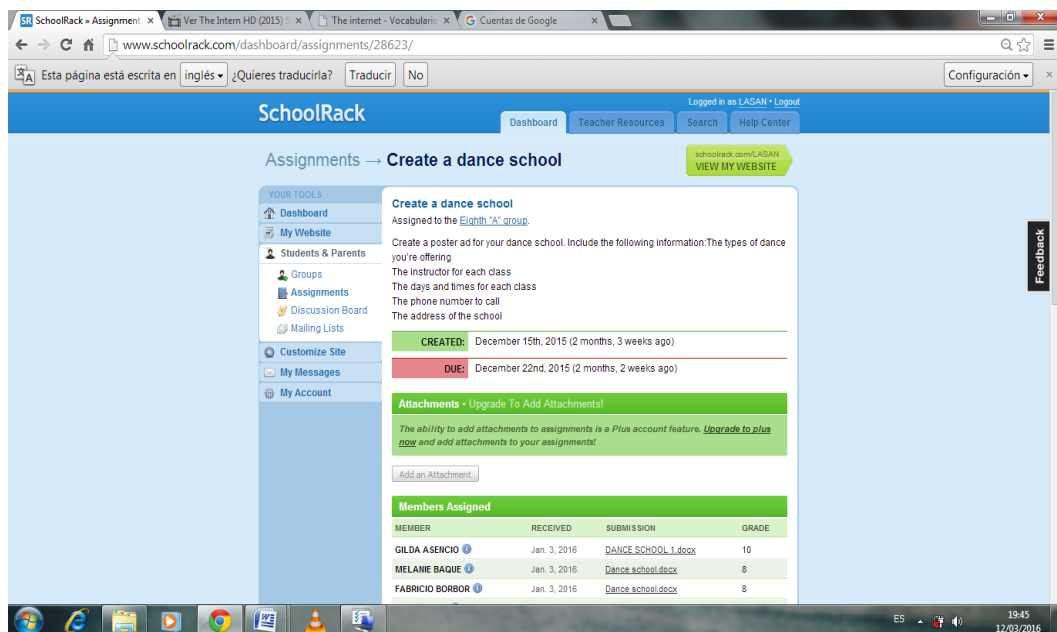 SR SchoolRack » Assignment × Ver The Intern HD (2015) S × The internet - Vocabulario × G Cuentas de Google ×
www.schoolrack.com/dashboard/assignments/28623/
Esta página está escrita en inglés ¿Quieres traducirla? Traducir No Configuración ×
Logged in as LASAN • Logout
SchoolRack
Dashboard Teacher Resources Search Help Center
Assignments → Create a dance school
schoolrack.com/LASAN
VIEW MY WEBSITE
YOUR TOOLS
Dashboard
My Website
Students & Parents
Groups
Assignments
Discussion Board
Mailing Lists
Customize Site
My Messages
My Account
Create a dance school
Assigned to the Eighth "A" group.
Create a poster ad for your dance school. Include the following information:The types of dance
you're offering
The instructor for each class
The days and times for each class
The phone number to call
The address of the school
CREATED: December 15th, 2015 (2 months, 3 weeks ago)
DUE: December 22nd, 2015 (2 months, 2 weeks ago)
Attachments • Upgrade To Add Attachments!
The ability to add attachments to assignments is a Plus account feature. Upgrade to plus
now and add attachments to your assignments!
Add an Attachment
Members Assigned
MEMBER RECEIVED SUBMISSION GRADE
GILDA ASENCIO Jan. 3, 2016 DANCE SCHOOL 1.docx 10
MELANIE BAQUE Jan. 3, 2016 Dance school.docx 8
FABRICIO BORBOR Jan. 3, 2016 Dance school.docx 8
Feedback
ES 19:45
12/03/2016